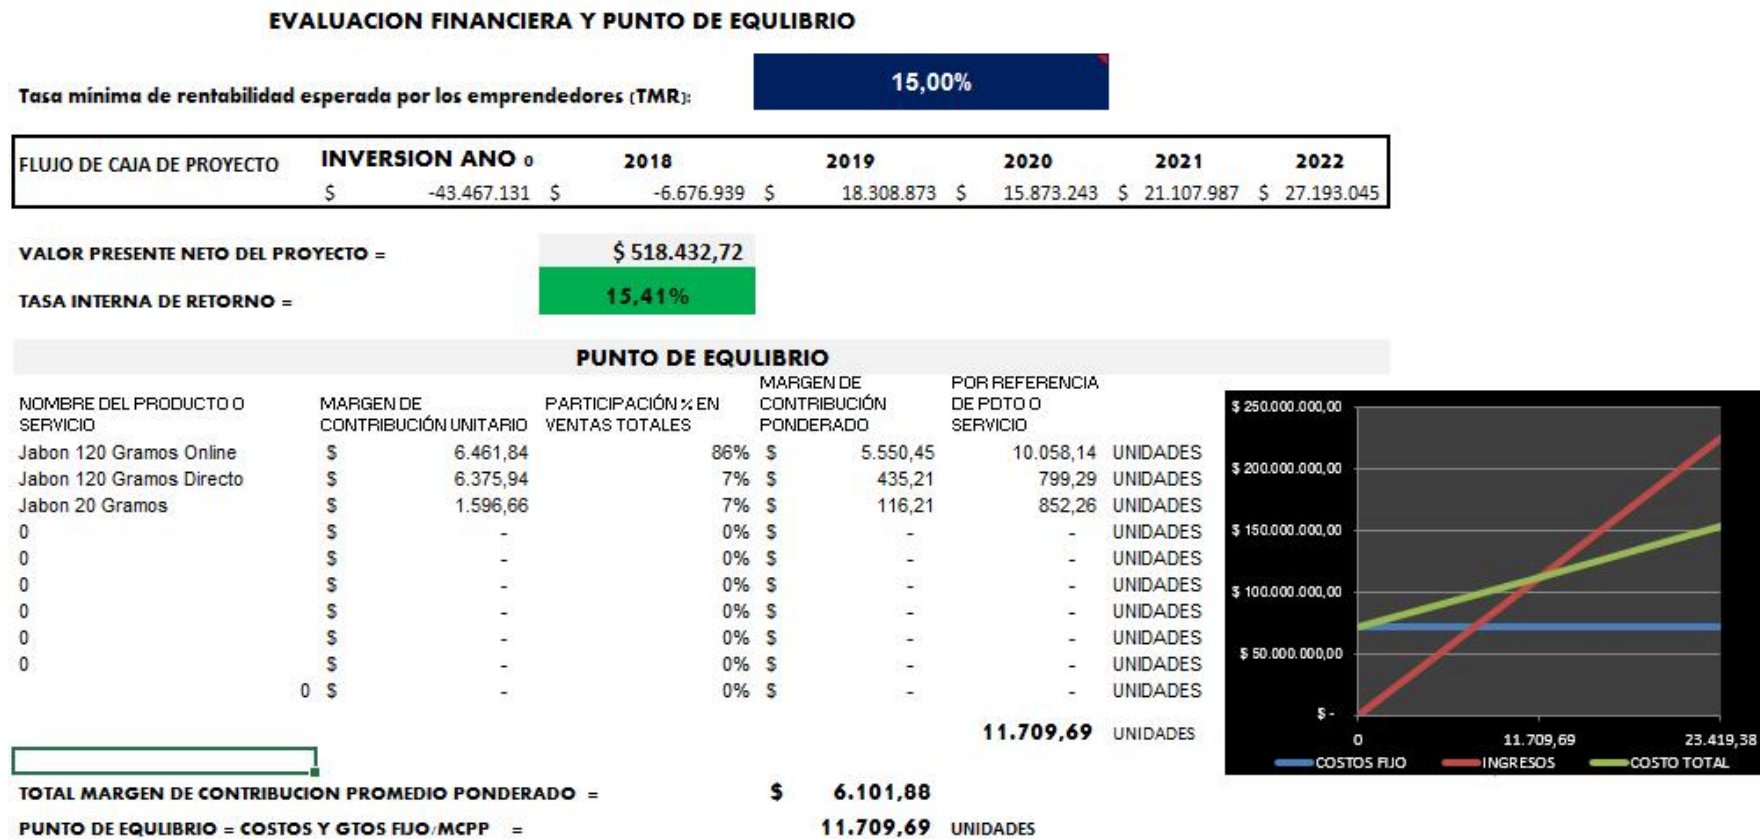 EVALUACION FINANCIERA Y PUNTO DE EQULIBRIO
Tasa mínima de rentabilidad esperada por los emprendedores (TMR): 15,00%
FLUJO DE CAJA DE PROYECTO INVERSION ANO 0 2018 2019 2020 2021 2022
$ -43.467.131 $ -6.676.939 $ 18.308.873 $ 15.873.243 $ 21.107.987 $ 27.193.045
VALOR PRESENTE NETO DEL PROYECTO = $ 518.432,72
TASA INTERNA DE RETORNO = 15,41%
PUNTO DE EQULIBRIO
NOMBRE DEL PRODUCTO O SERVICIO MARGEN DE CONTRIBUCIÓN UNITARIO PARTICIPACIÓN % EN VENTAS TOTALES MARGEN DE CONTRIBUCIÓN PONDERADO POR REFERENCIA DE PDTO O SERVICIO
Jabon 120 Gramos Online $ 6.461,84 86% $ 5.550,45 10.058,14 UNIDADES
Jabon 120 Gramos Directo $ 6.375,94 7% $ 435,21 799,29 UNIDADES
Jabon 20 Gramos $ 1.596,66 7% $ 116,21 852,26 UNIDADES
0 $ - 0% $ - - UNIDADES
0 $ - 0% $ - - UNIDADES
0 $ - 0% $ - - UNIDADES
0 $ - 0% $ - - UNIDADES
0 $ - 0% $ - - UNIDADES
0 $ - 0% $ - - UNIDADES
0 $ - 0% $ - - UNIDADES
11.709,69 UNIDADES
TOTAL MARGEN DE CONTRIBUCION PROMEDIO PONDERADO = $ 6.101,88
PUNTO DE EQULIBRIO = COSTOS Y GTOS FIJO/MCPP = 11.709,69 UNIDADES
$ 250.000.000,00
$ 200.000.000,00
$ 150.000.000,00
$ 100.000.000,00
$ 50.000.000,00
$ -
0 11.709,69 23.419,38
COSTOS FIJO INGRESOS COSTO TOTAL